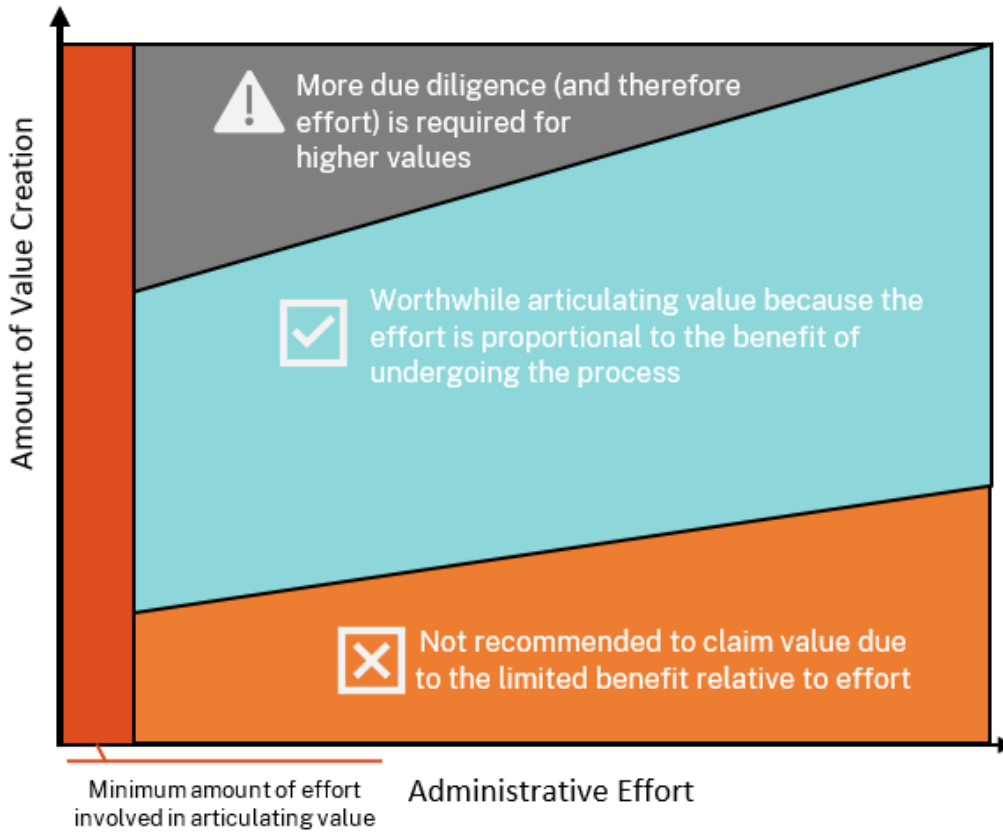 More due diligence (and therefore
effort) is required for
higher values
Amount of Value Creation
Worthwhile articulating value because the
effort is proportional to the benefit of
undergoing the process
Not recommended to claim value due
to the limited benefit relative to effort
Minimum amount of effort
involved in articulating value
Administrative Effort